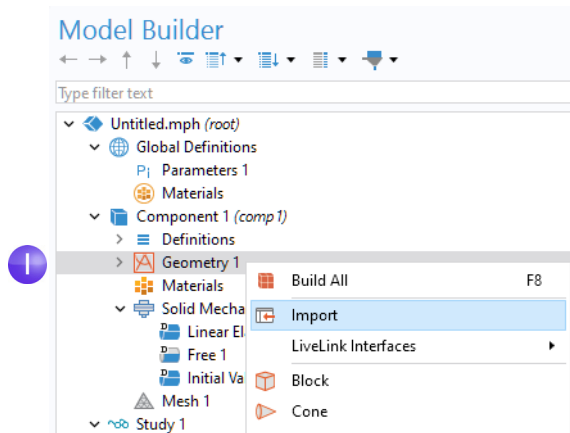 Model Builder
Type filter text
Untitled.mph (root)
Global Definitions
Pi Parameters 1
Materials
Component 1 (comp1)
Definitions
1
Geometry 1
Build All F8
Materials
Import
Solid Mecha
Linear El
LiveLink Interfaces
Free 1
Initial Va
Block
Mesh 1
Cone
Study 1